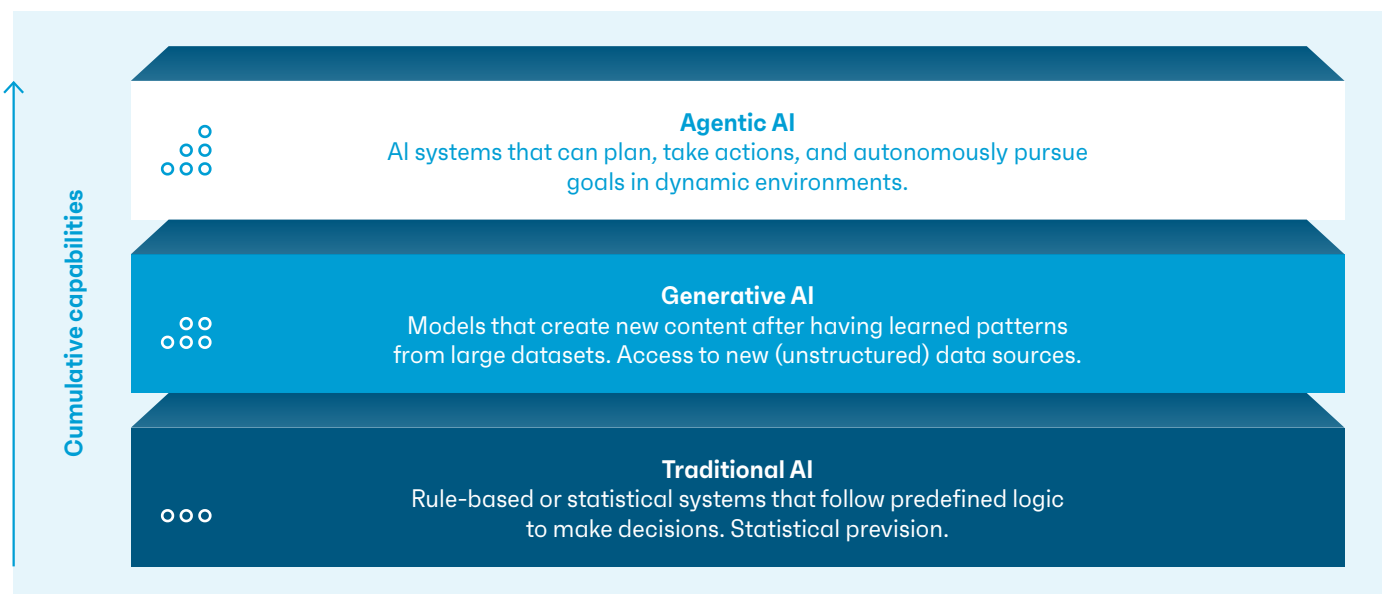 Cumulative capabilities
Agentic AI
AI systems that can plan, take actions, and autonomously pursue
goals in dynamic environments.
Generative AI
Models that create new content after having learned patterns
from large datasets. Access to new (unstructured) data sources.
Traditional AI
Rule-based or statistical systems that follow predefined logic
to make decisions. Statistical prevision.